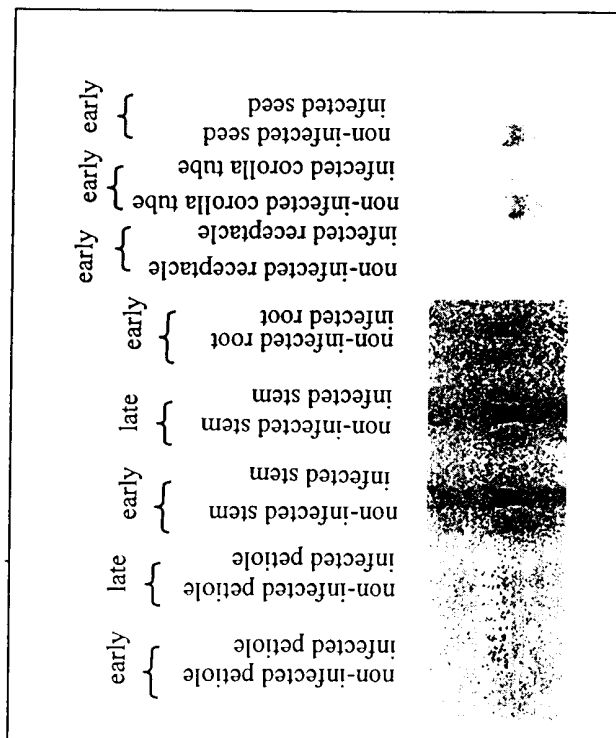 early
infected seed
non-infected seed
early
infected corolla tube
non-infected corolla tube
early
infected receptacle
non-infected receptacle
early
infected root
non-infected root
late
infected stem
non-infected stem
early
infected stem
non-infected stem
late
infected petiole
non-infected petiole
early
infected petiole
non-infected petiole